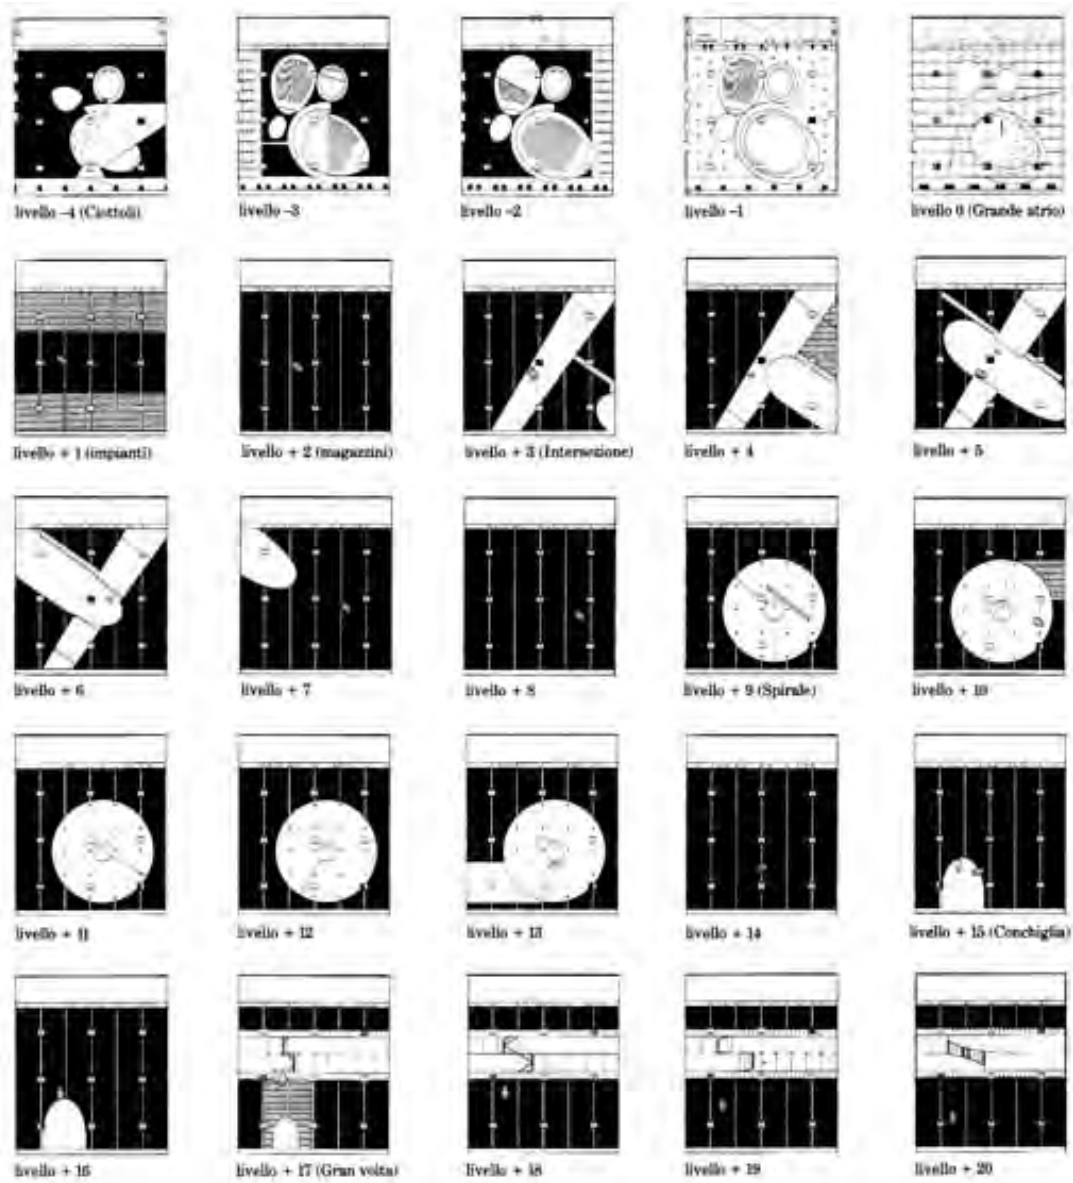 livello -4 (Ciottoli)
livello -3
livello -2
livello -1
livello 0 (Grande atrio)
livello + 1 (impianti)
livello + 2 (magazzini)
livello + 3 (Intersezione)
livello + 4
livello + 5
livello + 6
livello + 7
livello + 8
livello + 9 (Spirale)
livello + 10
livello + 11
livello + 12
livello + 13
livello + 14
livello + 15 (Conchiglia)
livello + 16
livello + 17 (Gran volta)
livello + 18
livello + 19
livello + 20